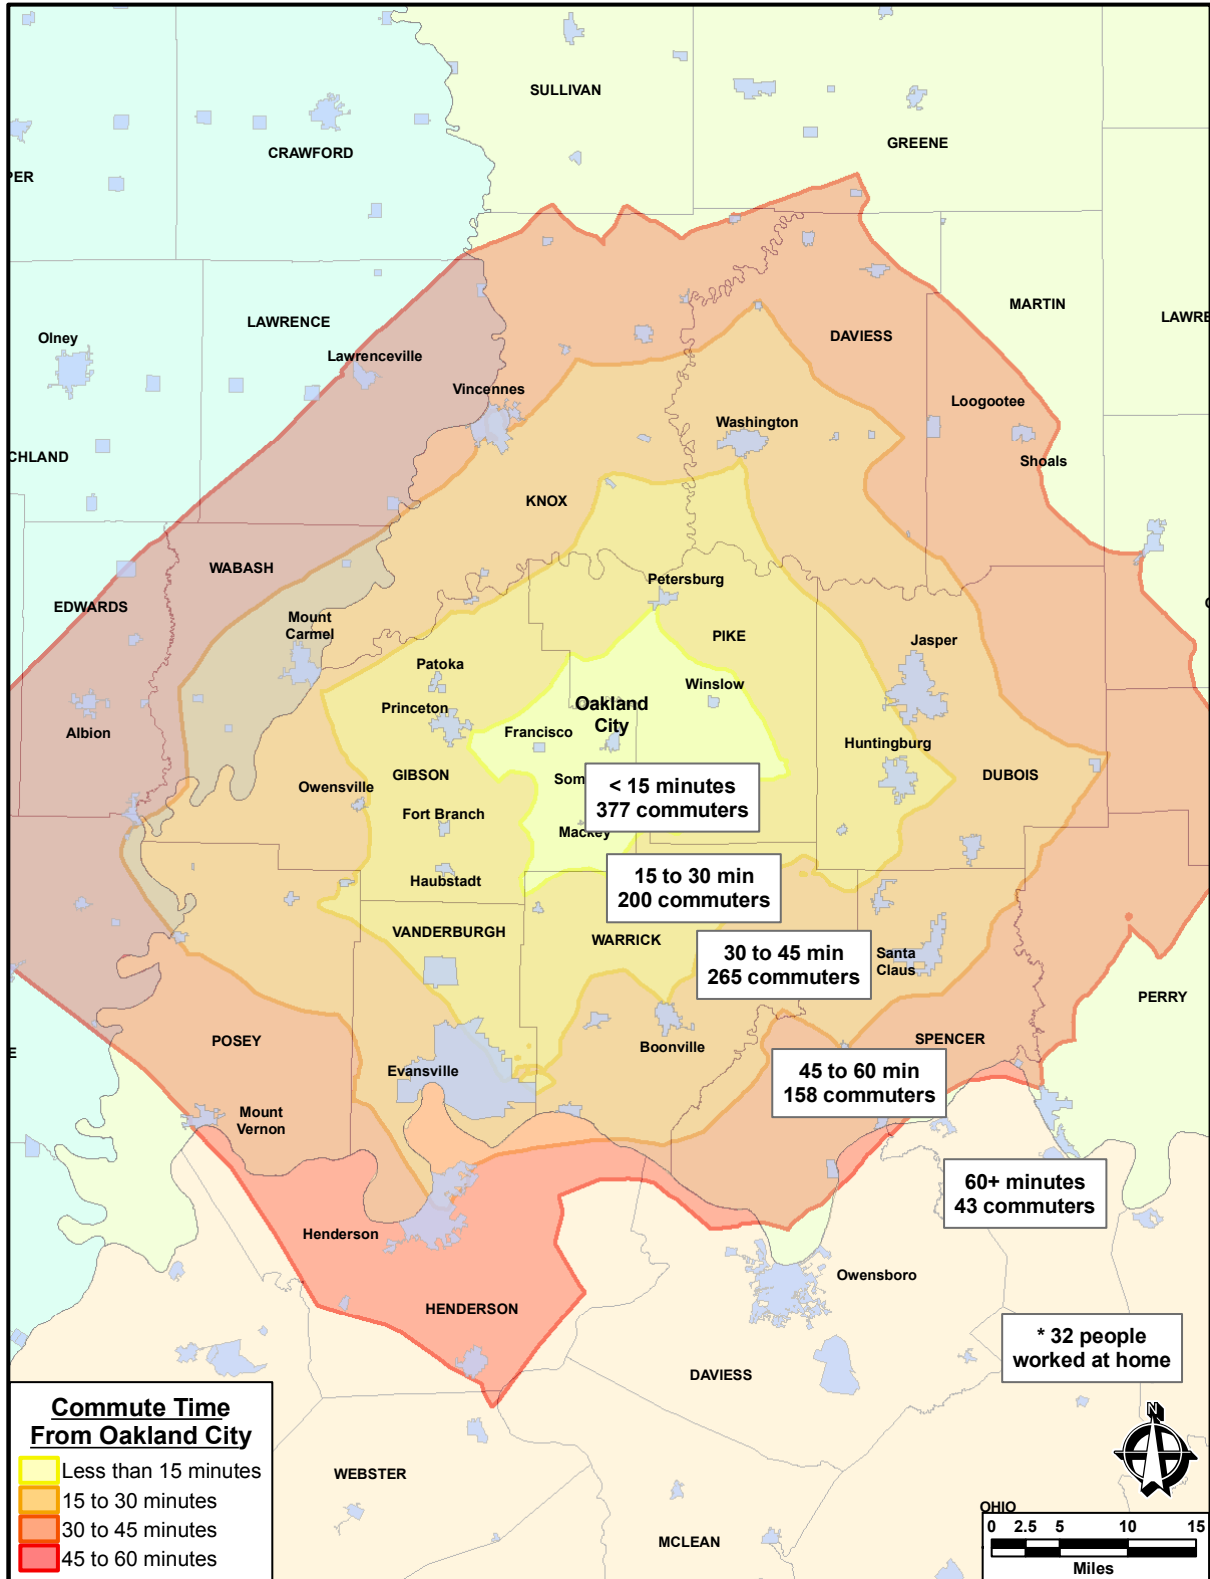 SULLIVAN
GREENE
CRAWFORD
PER
MARTIN
LAWRENCE
LAWRE
DAVIESS
Olney
Lawrenceville
Vincennes
Loogootee
Washington
CHLAND
Shoals
KNOX
WABASH
Petersburg
EDWARDS
Mount
Carmel
PIKE
Jasper
Patoka
Winslow
Princeton
Oakland
City
Albion
Francisco
Huntingburg
GIBSON
DUBOIS
Owensville
Som
< 15 minutes
377 commuters
Fort Branch
Mackey
Haubstadt
15 to 30 min
200 commuters
VANDERBURGH
WARRICK
30 to 45 min
265 commuters
Santa
Claus
PERRY
POSEY
Boonville
SPENCER
E
Evansville
45 to 60 min
158 commuters
Mount
Vernon
60+ minutes
43 commuters
Henderson
Owensboro
HENDERSON
* 32 people
worked at home
DAVIESS
Commute Time
From Oakland City
Less than 15 minutes
15 to 30 minutes
30 to 45 minutes
45 to 60 minutes
WEBSTER
MCLEAN
N
OHIO
0 2.5 5 10 15
Miles